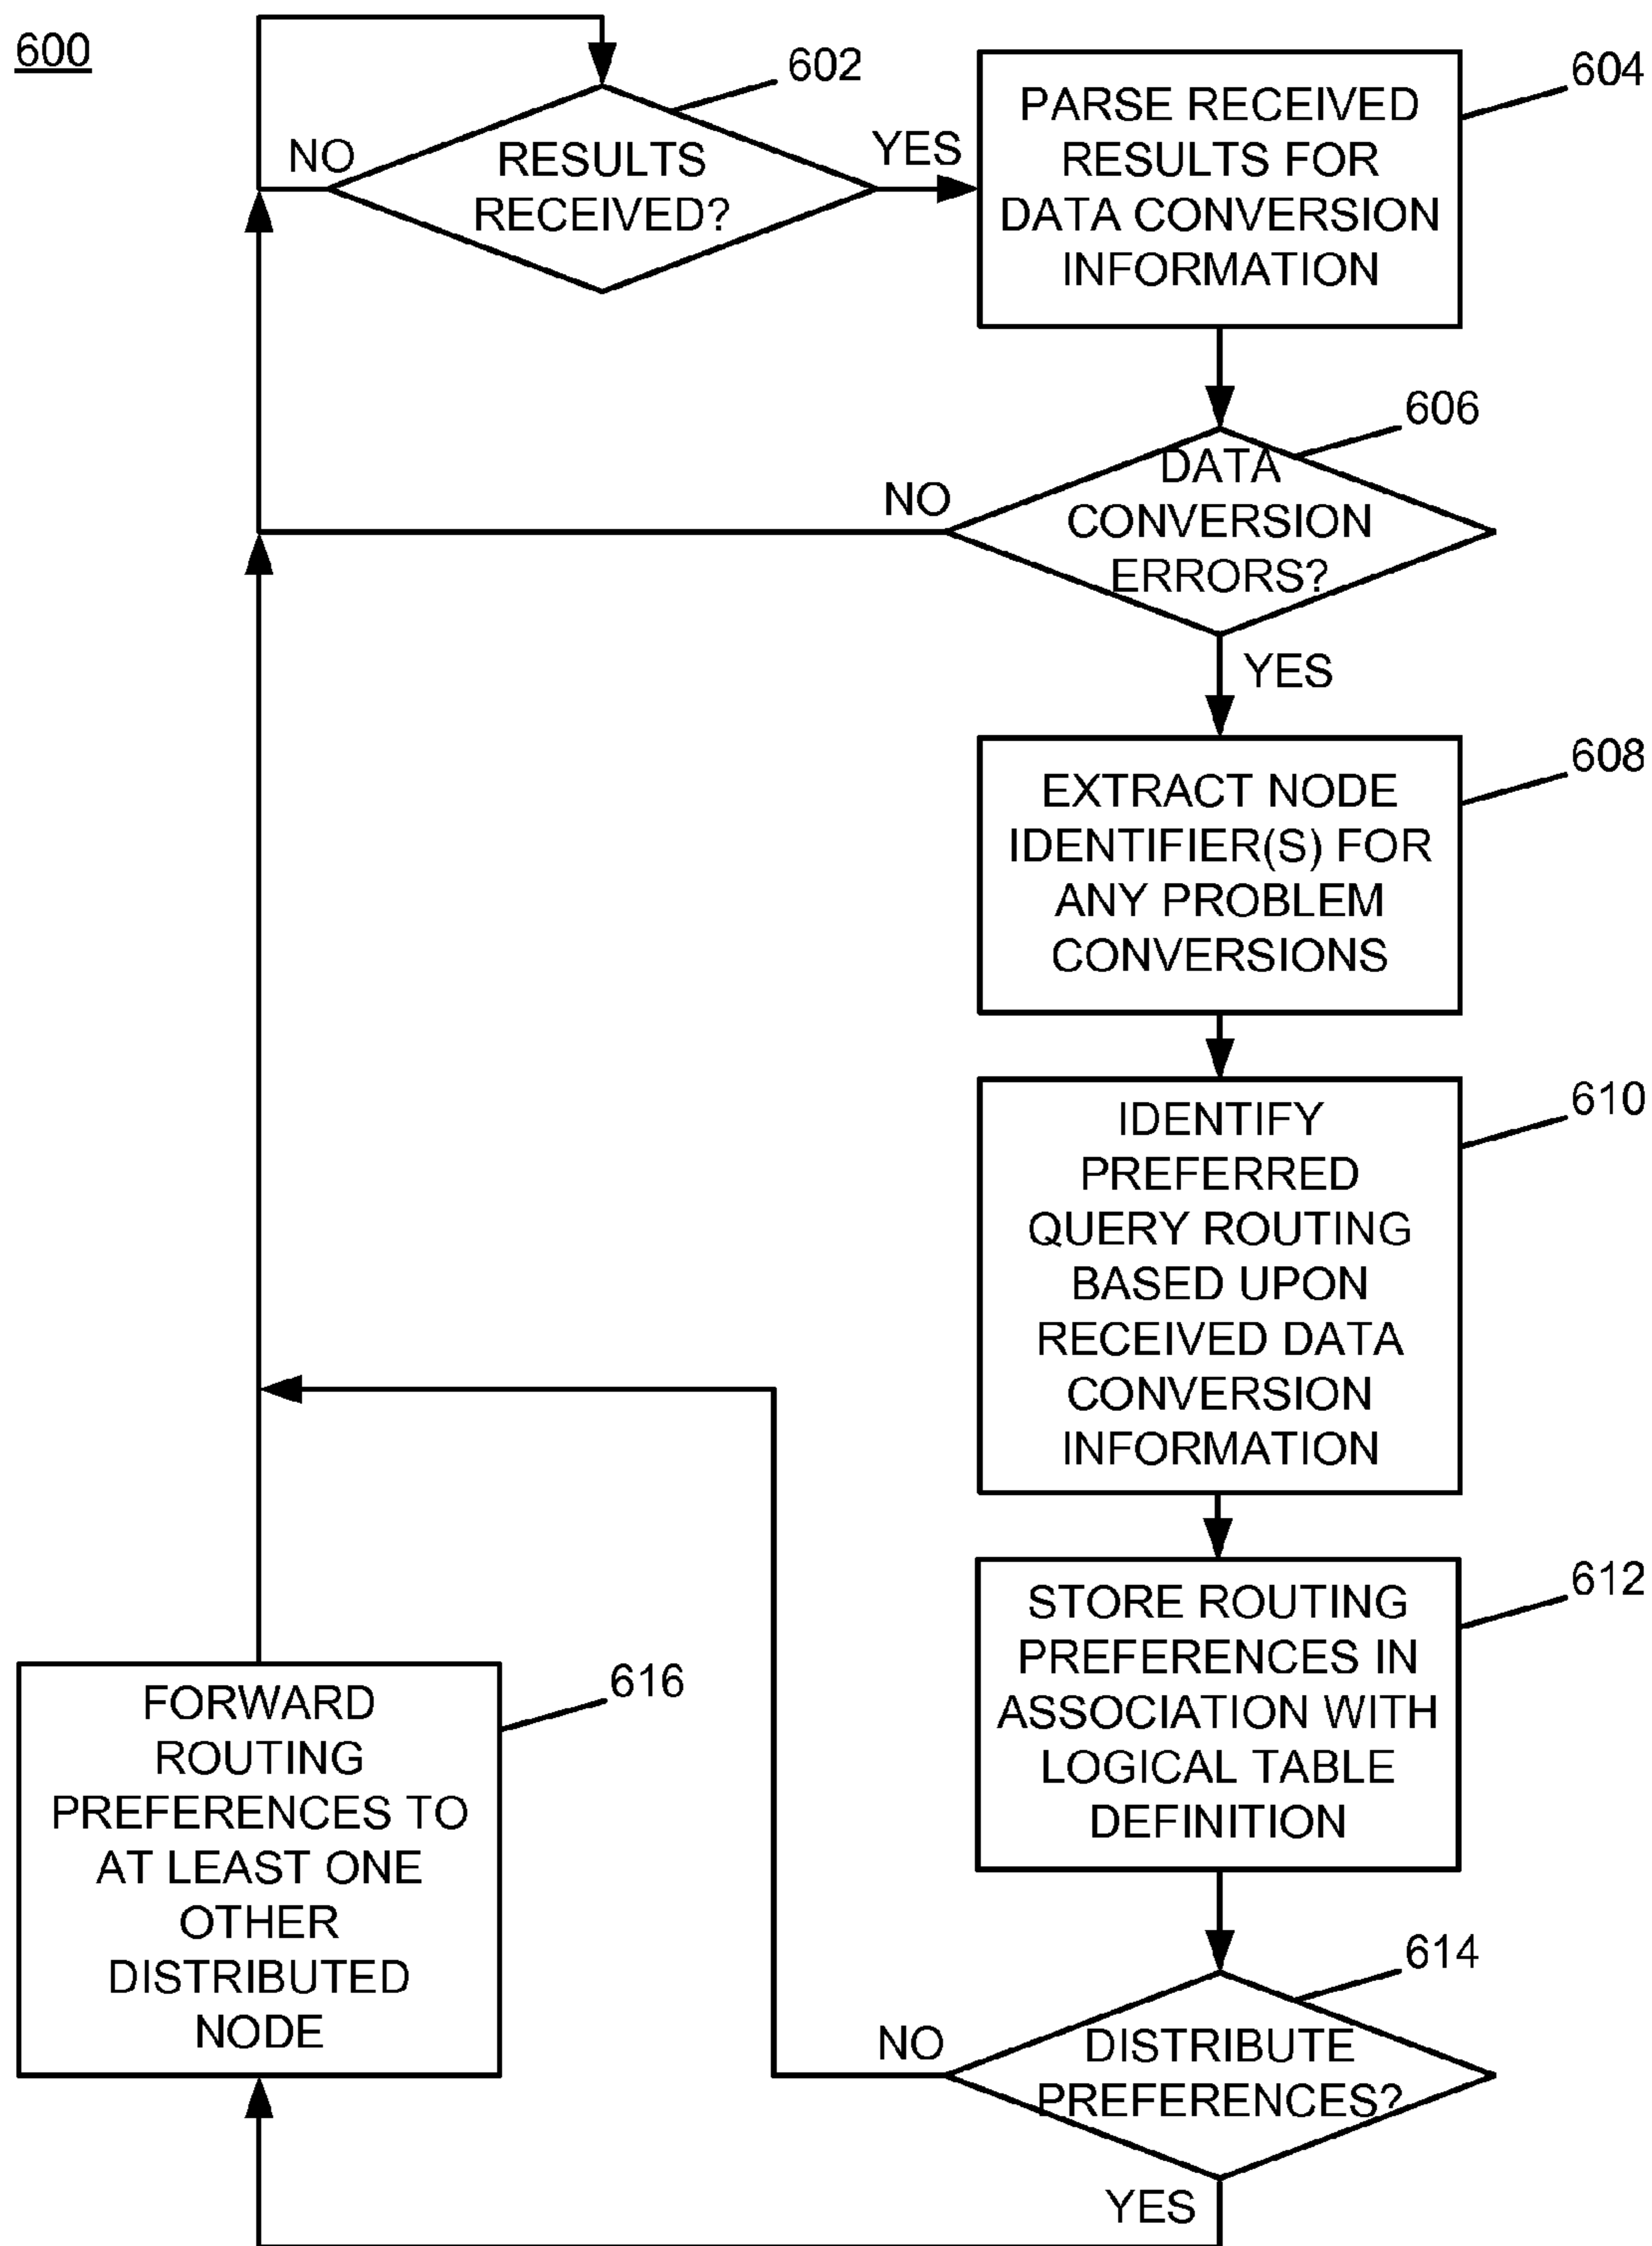 600
602
NO
RESULTS
RECEIVED?
YES
604
PARSE RECEIVED
RESULTS FOR
DATA CONVERSION
INFORMATION
606
NO
DATA
CONVERSION
ERRORS?
YES
608
EXTRACT NODE
IDENTIFIER(S) FOR
ANY PROBLEM
CONVERSIONS
610
IDENTIFY
PREFERRED
QUERY ROUTING
BASED UPON
RECEIVED DATA
CONVERSION
INFORMATION
612
STORE ROUTING
PREFERENCES IN
ASSOCIATION WITH
LOGICAL TABLE
DEFINITION
614
NO
DISTRIBUTE
PREFERENCES?
YES
616
FORWARD
ROUTING
PREFERENCES TO
AT LEAST ONE
OTHER
DISTRIBUTED
NODE